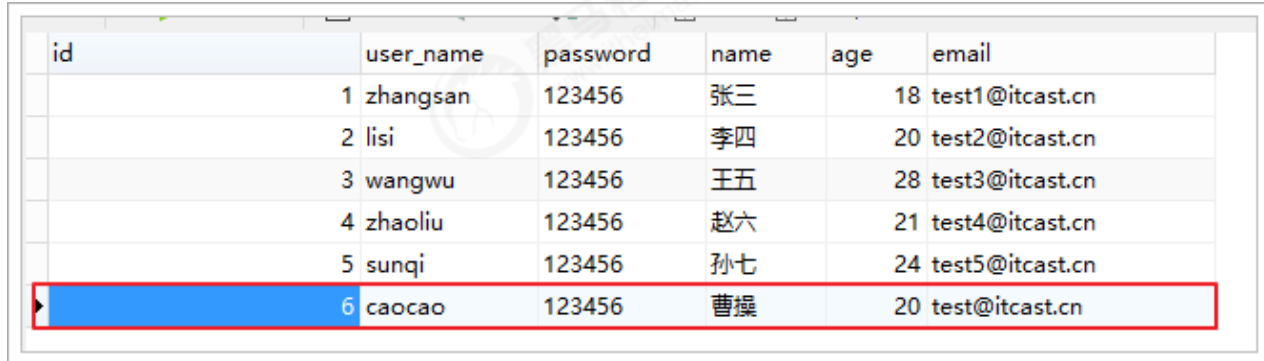 id user_name password name age email
1 zhangsan 123456 张三 18 test1@itcast.cn
2 lisi 123456 李四 20 test2@itcast.cn
3 wangwu 123456 王五 28 test3@itcast.cn
4 zhaoliu 123456 赵六 21 test4@itcast.cn
5 sunqi 123456 孙七 24 test5@itcast.cn
6 caocao 123456 曹操 20 test@itcast.cn